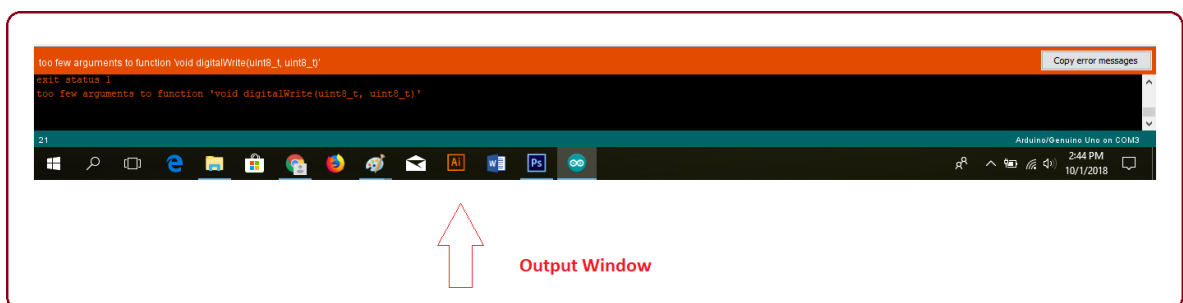 too few arguments to function 'void digitalWrite(uint8_t, uint8_t)'
Copy error messages
exit status 1
too few arguments to function 'void digitalWrite(uint8_t, uint8_t)'
21
Arduino/Genuino Uno on COM3
Ai
W
Ps
2:44 PM
10/1/2018
Output Window